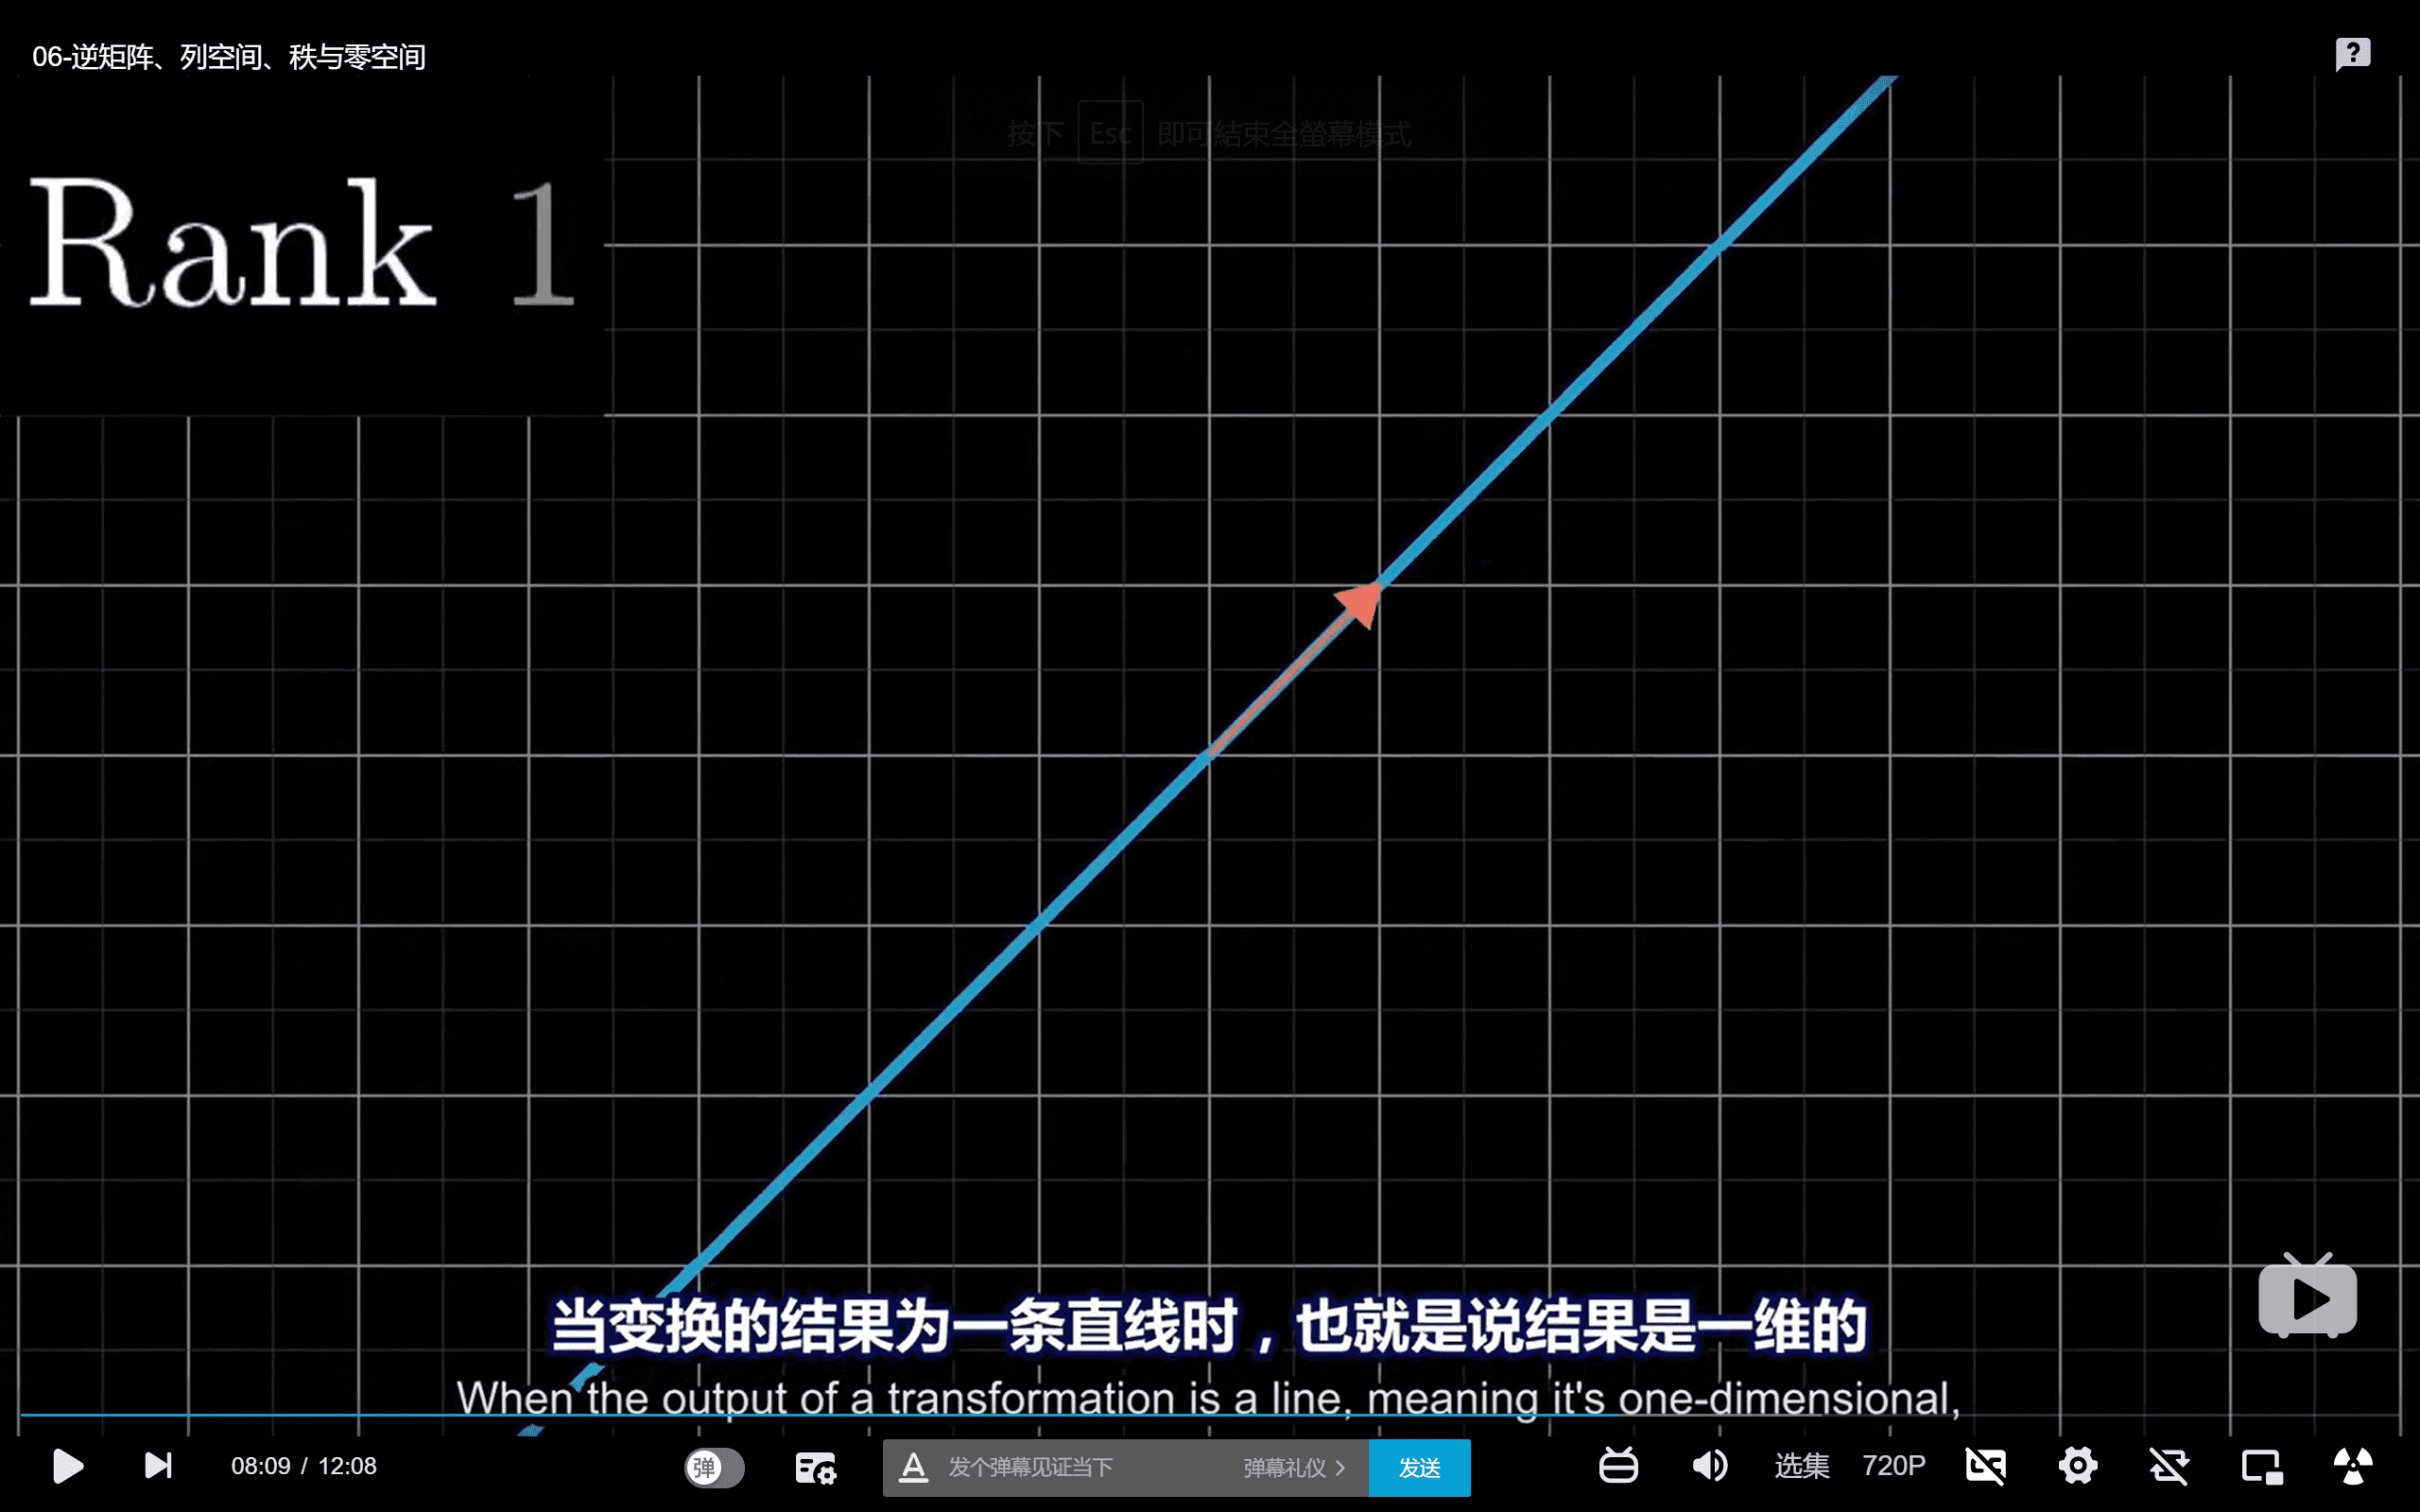 06-逆矩阵、列空间、秩与零空间
按下 Esc 即可結束全螢幕模式
Rank 1
当变换的结果为一条直线时，也就是说结果是一维的
When the output of a transformation is a line, meaning it's one-dimensional,
08:09 / 12:08
弹
发个弹幕见证当下
弹幕礼仪 >
发送
选集
720P